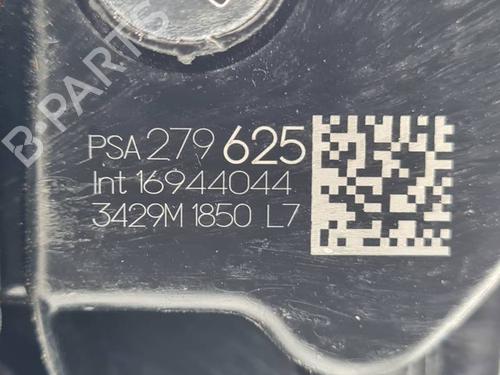 B-PARTS
PSA 279 625
Int 16944044
3429M 1850 L7